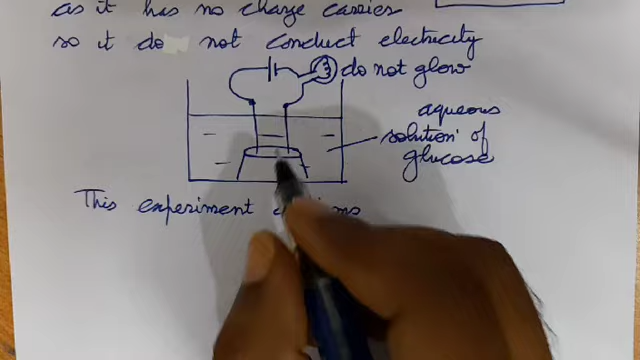 as it has no charge carries
so it do not conduct electricity
do not glow
aqueous
solution of
glucose
This experiment